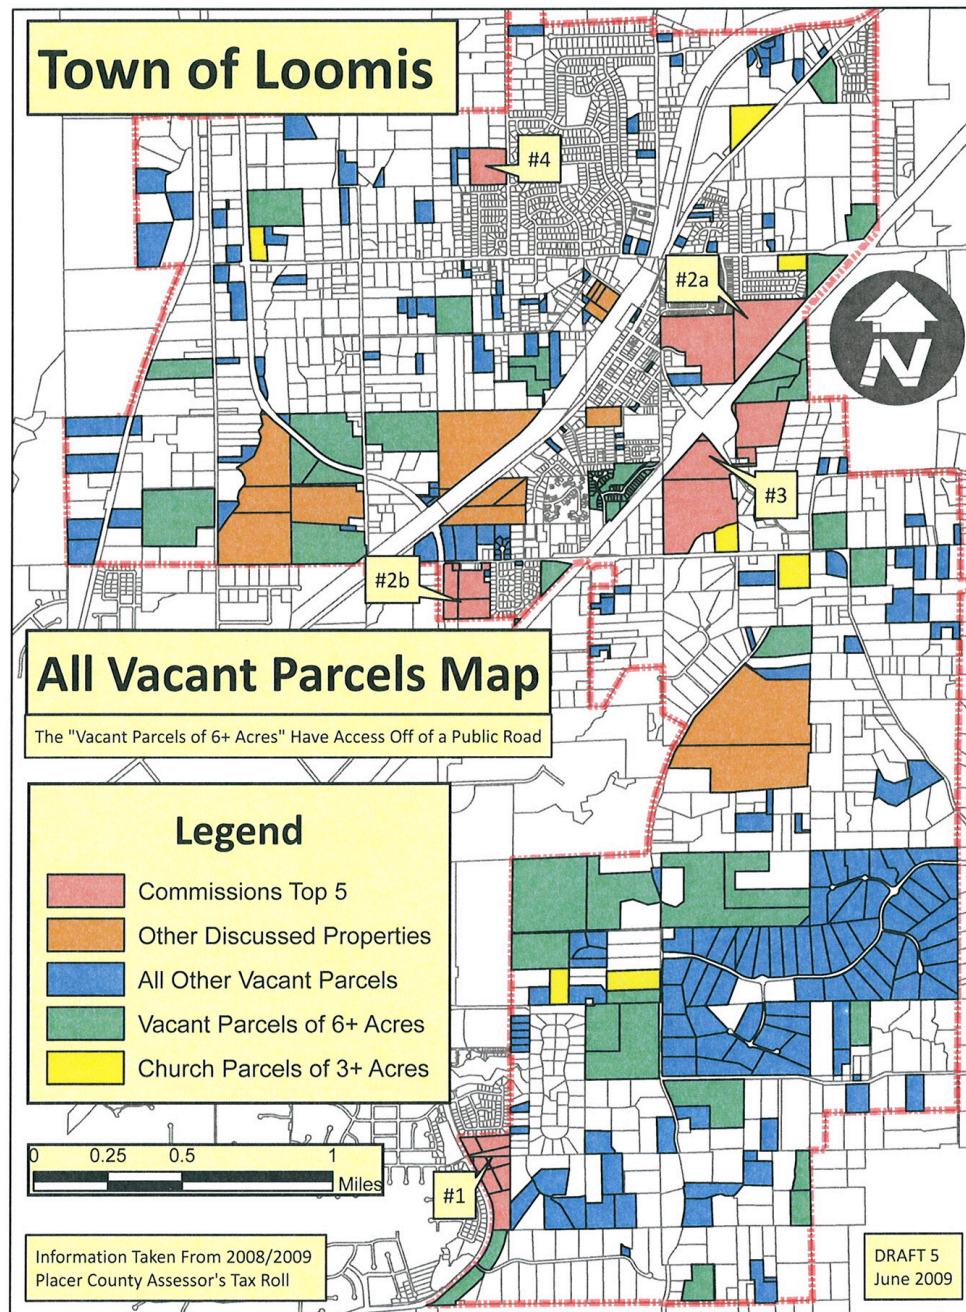 Town of Loomis
#4
#2a
#3
#2b
All Vacant Parcels Map
The "Vacant Parcels of 6+ Acres" Have Access Off of a Public Road
Legend
Commissions Top 5
Other Discussed Properties
All Other Vacant Parcels
Vacant Parcels of 6+ Acres
Church Parcels of 3+ Acres
0 0.25 0.5 1
Miles
#1
Information Taken From 2008/2009
Placer County Assessor's Tax Roll
DRAFT 5
June 2009
N